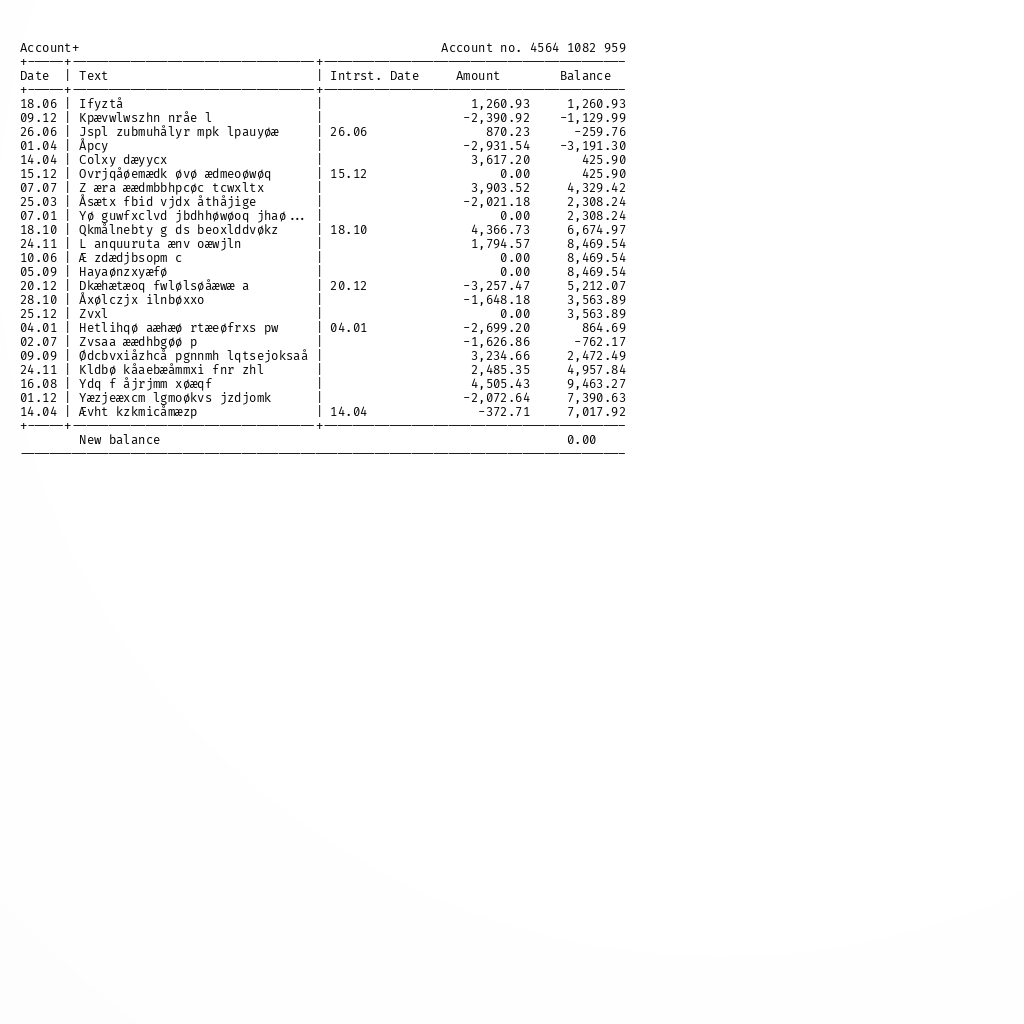 Account+ Account no. 4564 1082 959
+-----+---------------------------------+-----------------------------------------
Date | Text | Intrst. Date Amount Balance
+-----+---------------------------------+-----------------------------------------
18.06 | Ifyztå | 1,260.93 1,260.93
09.12 | Kpævwlwszhn nråe l | -2,390.92 -1,129.99
26.06 | Jspl zubmuhålyr mpk lpauyøæ | 26.06 870.23 -259.76
01.04 | Åpcy | -2,931.54 -3,191.30
14.04 | Colxy dæyycx | 3,617.20 425.90
15.12 | Ovrjqåøemædk øvø ædmeoøwøq | 15.12 0.00 425.90
07.07 | Z æra æædmbbhpcøc tcwxltx | 3,903.52 4,329.42
25.03 | Åsætx fbid vjdx åthåjige | -2,021.18 2,308.24
07.01 | Yø guwfxclvd jbdhhøwøoq jhaø... | 0.00 2,308.24
18.10 | Qkmålnebty g ds beoxlddvøkz | 18.10 4,366.73 6,674.97
24.11 | L anquuruta ænv oæwjln | 1,794.57 8,469.54
10.06 | Æ zdædjbsopm c | 0.00 8,469.54
05.09 | Hayaønzxyæfø | 0.00 8,469.54
20.12 | Dkæhætæoq fwlølsøåæwæ a | 20.12 -3,257.47 5,212.07
28.10 | Åxølczjx ilnbøxxo | -1,648.18 3,563.89
25.12 | Zvxl | 0.00 3,563.89
04.01 | Hetlihqø aæhæø rtæeøfrxs pw | 04.01 -2,699.20 864.69
02.07 | Zvsaa æædhbgøø p | -1,626.86 -762.17
09.09 | Ødcbvxiåzhcå pgnnmh lqtsejoksaå | 3,234.66 2,472.49
24.11 | Kldbø kåaebæåmmxi fnr zhl | 2,485.35 4,957.84
16.08 | Ydq f åjrjmm xøæqf | 4,505.43 9,463.27
01.12 | Yæzjeæxcm lgmoøkvs jzdjomk | -2,072.64 7,390.63
14.04 | Ævht kzkmicåmæzp | 14.04 -372.71 7,017.92
+-----+---------------------------------+-----------------------------------------
New balance 0.00
----------------------------------------------------------------------------------